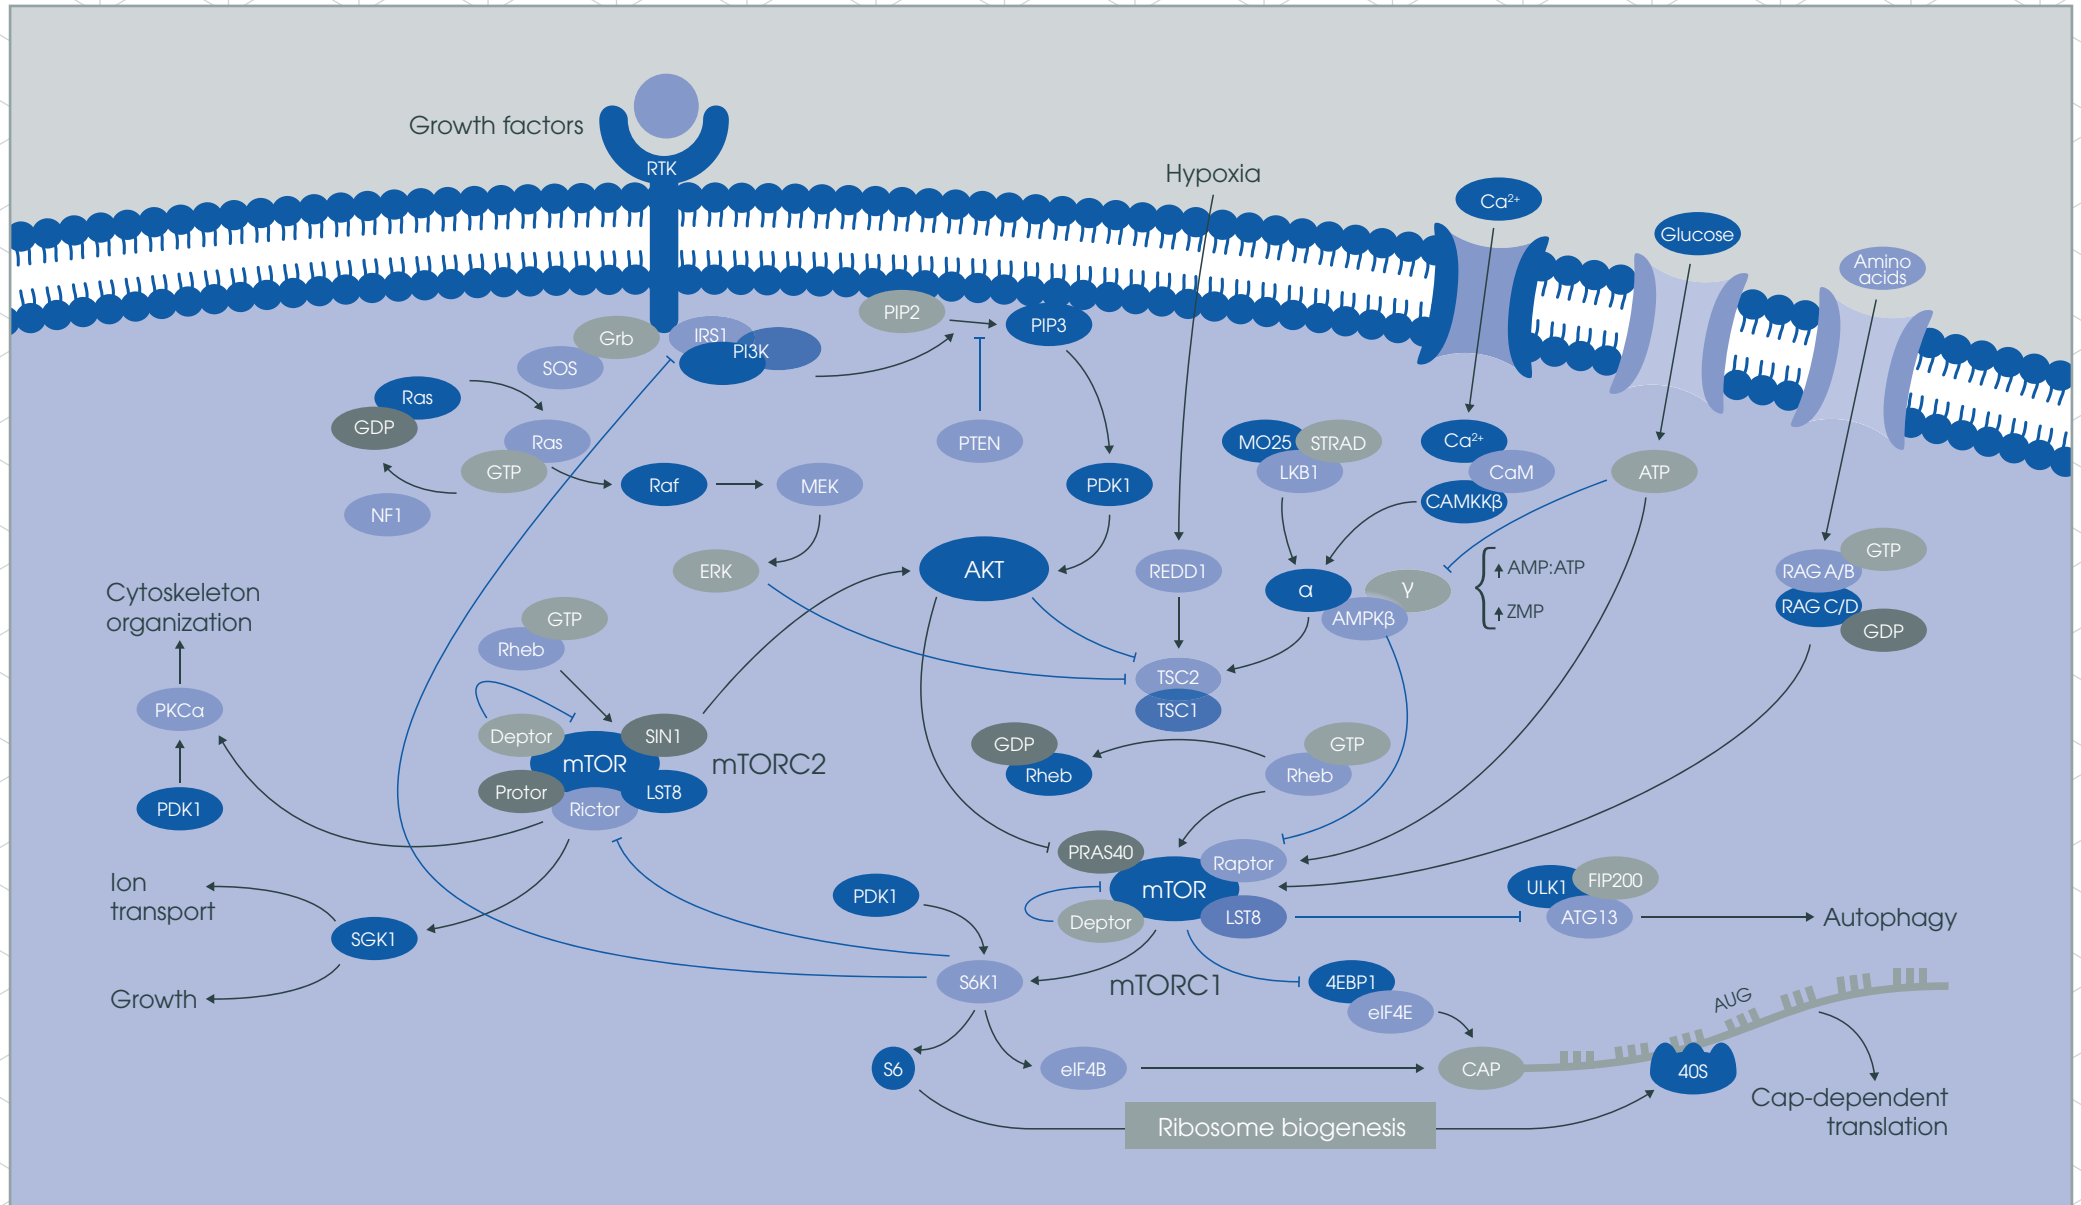 Growth factors
RTK
Hypoxia
Ca2+
Glucose
Amino
acids
PIP2
PIP3
Grb
IRS1
PI3K
SOS
Ras
GDP
Ras
GTP
NF1
Raf
MEK
PTEN
PDK1
MO25
STRAD
LKB1
Ca2+
CaM
CAMKKβ
ATP
ERK
AKT
REDD1
α
γ
AMPKβ
AMP:ATP
ZMP
GTP
RAG A/B
RAG C/D
GDP
Cytoskeleton
organization
PKCα
PDK1
GTP
Rheb
Deptor
SIN1
mTOR
mTORC2
Protor
LST8
Rictor
TSC2
TSC1
GDP
Rheb
GTP
Rheb
PRAS40
Raptor
mTOR
Deptor
LST8
mTORC1
ULK1
FIP200
ATG13
Autophagy
Ion
transport
SGK1
Growth
PDK1
S6K1
4EBP1
eIF4E
AUG
S6
eIF4B
CAP
40S
Cap-dependent
translation
Ribosome biogenesis